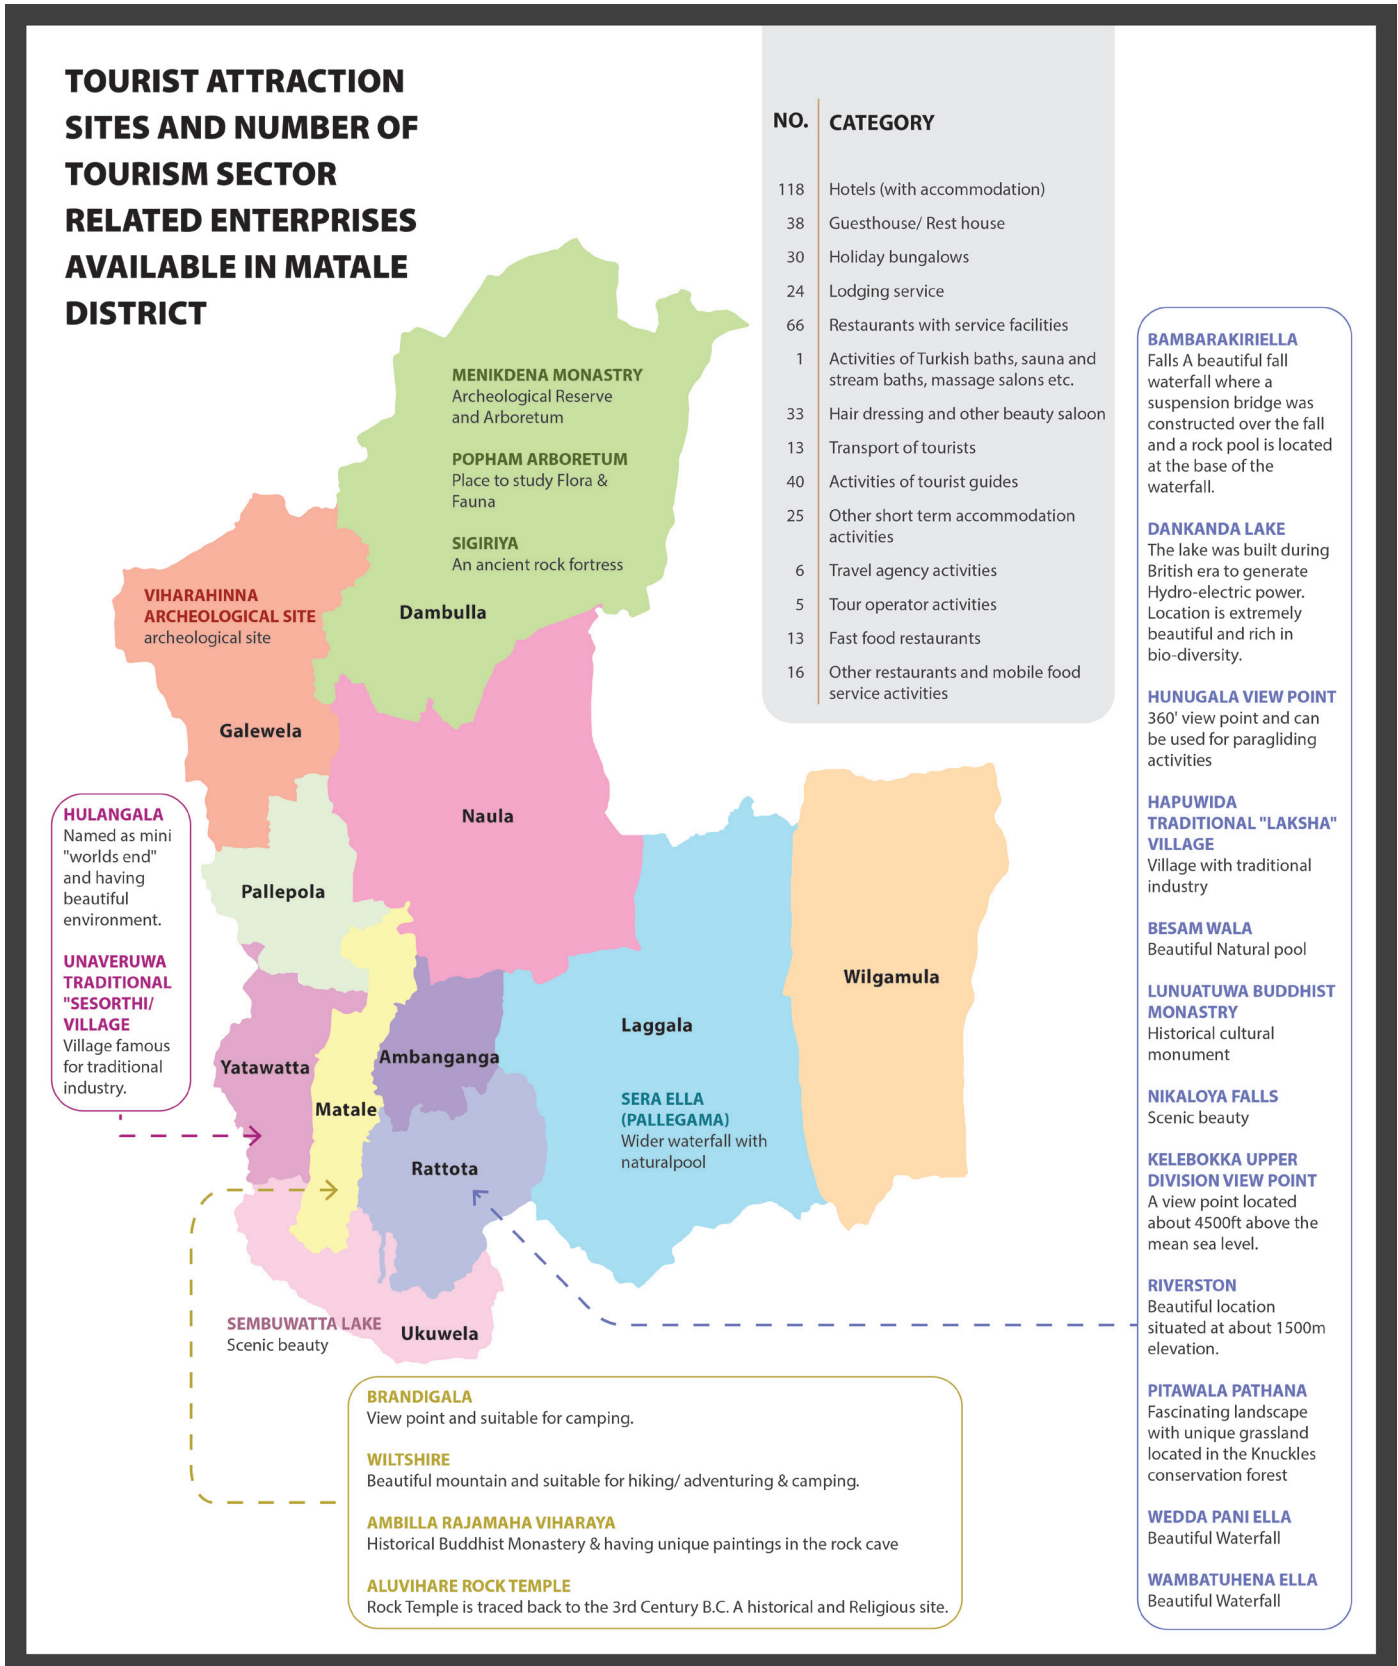 TOURIST ATTRACTION
SITES AND NUMBER OF
TOURISM SECTOR
RELATED ENTERPRISES
AVAILABLE IN MATALE
DISTRICT
NO. CATEGORY
118 Hotels (with accommodation)
38 Guesthouse/ Rest house
30 Holiday bungalows
24 Lodging service
66 Restaurants with service facilities
1 Activities of Turkish baths, sauna and
stream baths, massage salons etc.
33 Hair dressing and other beauty saloon
13 Transport of tourists
40 Activities of tourist guides
25 Other short term accommodation
activities
6 Travel agency activities
5 Tour operator activities
13 Fast food restaurants
16 Other restaurants and mobile food
service activities
MENIKDENA MONASTRY
Archeological Reserve
and Arboretum
POPHAM ARBORETUM
Place to study Flora &
Fauna
SIGIRIYA
An ancient rock fortress
Dambulla
VIHARAHINNA
ARCHEOLOGICAL SITE
archeological site
Galewela
Naula
Pallepola
Wilgamula
Laggala
SERA ELLA
(PALLEGAMA)
Wider waterfall with
naturalpool
Ambanganga
Yatawatta
Matale
Rattota
Ukuwela
SEMBUWATTA LAKE
Scenic beauty
HULANGALA
Named as mini
"worlds end"
and having
beautiful
environment.
UNAVERUWA
TRADITIONAL
"SESORTHI/
VILLAGE
Village famous
for traditional
industry.
BRANDIGALA
View point and suitable for camping.
WILTSHIRE
Beautiful mountain and suitable for hiking/ adventuring & camping.
AMBILLA RAJAMAHA VIHARAYA
Historical Buddhist Monastery & having unique paintings in the rock cave
ALUVIHARE ROCK TEMPLE
Rock Temple is traced back to the 3rd Century B.C. A historical and Religious site.
BAMBARAKIRIELLA
Falls A beautiful fall
waterfall where a
suspension bridge was
constructed over the fall
and a rock pool is located
at the base of the
waterfall.
DANKANDA LAKE
The lake was built during
British era to generate
Hydro-electric power.
Location is extremely
beautiful and rich in
bio-diversity.
HUNUGALA VIEW POINT
360' view point and can
be used for paragliding
activities
HAPUWIDA
TRADITIONAL "LAKSHA"
VILLAGE
Village with traditional
industry
BESAM WALA
Beautiful Natural pool
LUNUATUWA BUDDHIST
MONASTRY
Historical cultural
monument
NIKALOYA FALLS
Scenic beauty
KELEBOKKA UPPER
DIVISION VIEW POINT
A view point located
about 4500ft above the
mean sea level.
RIVERSTON
Beautiful location
situated at about 1500m
elevation.
PITAWALA PATHANA
Fascinating landscape
with unique grassland
located in the Knuckles
conservation forest
WEDDA PANI ELLA
Beautiful Waterfall
WAMBATUHENA ELLA
Beautiful Waterfall